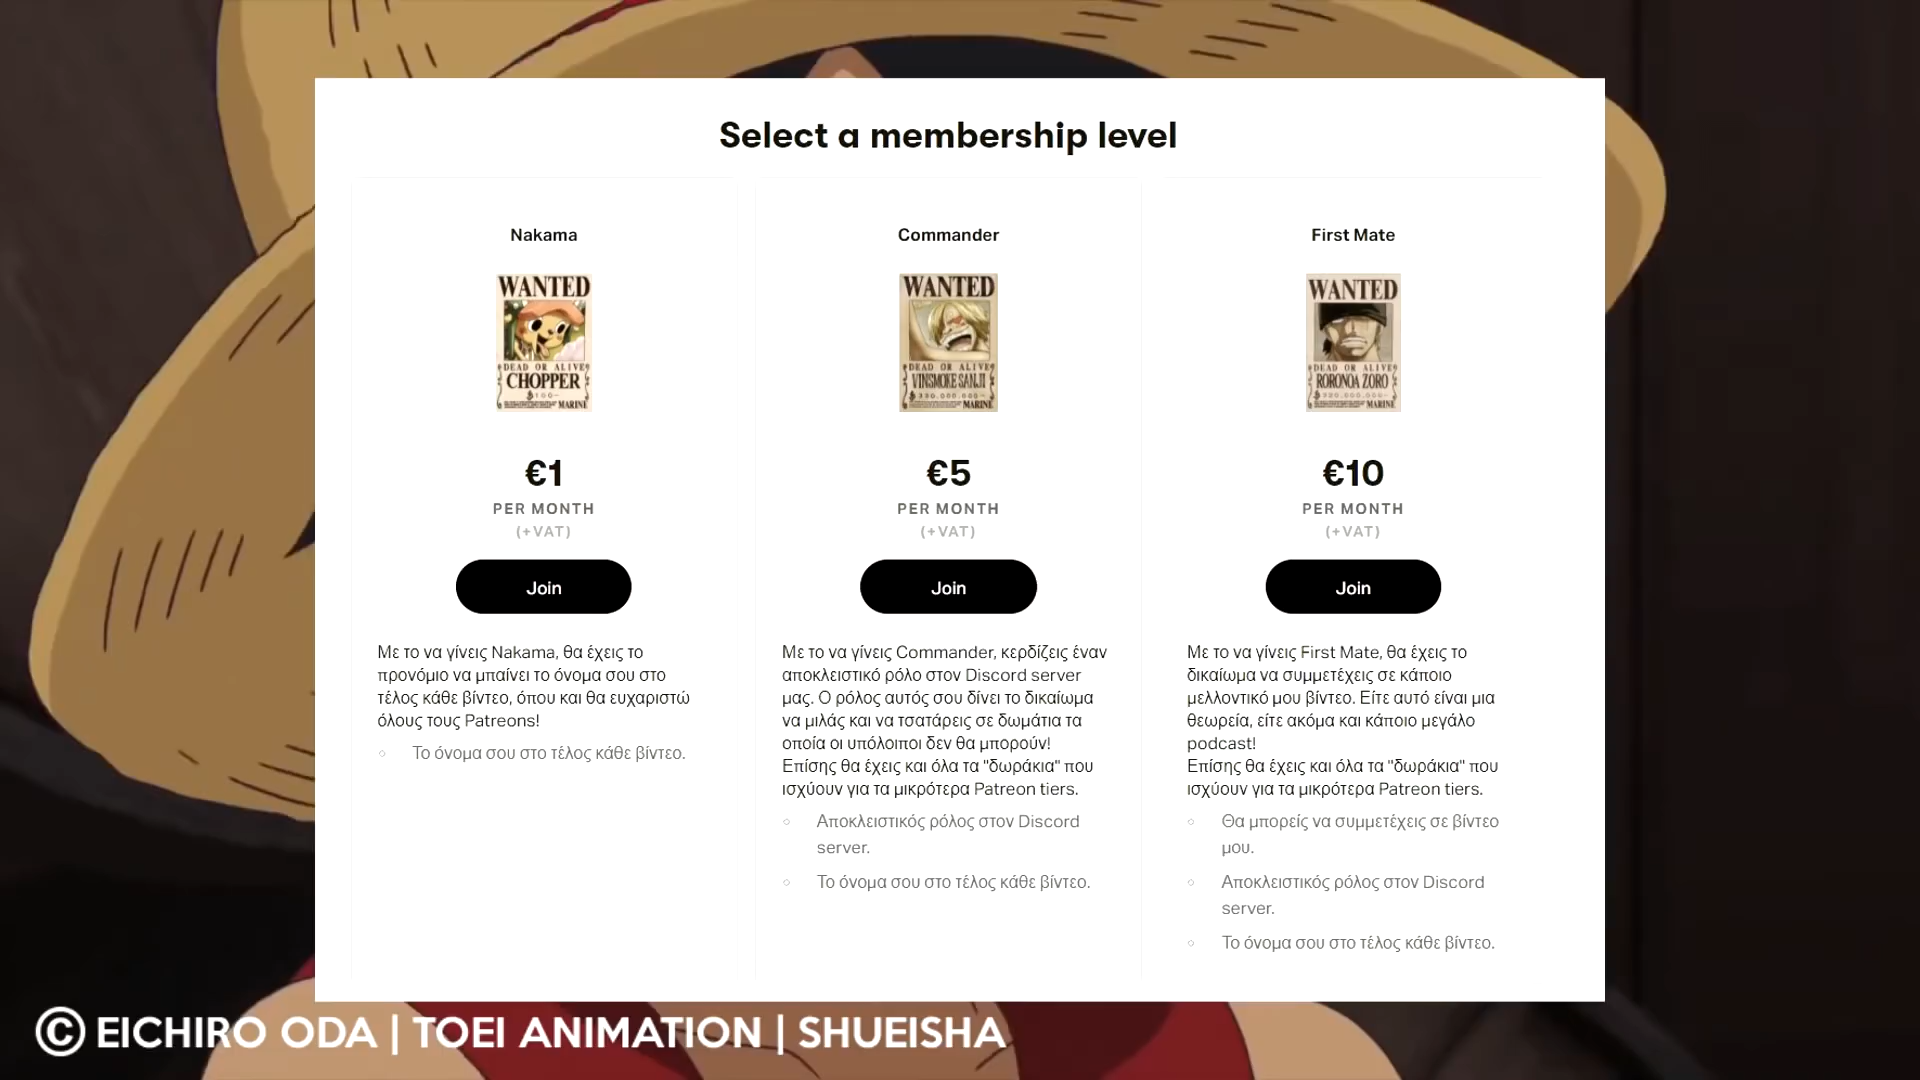 Select a membership level
Nakama
WANTED
DEAD OR ALIVE
CHOPPER
MARINE
€1
PER MONTH
(+VAT)
Join
Με το να γίνεις Nakama, θα έχεις το
προνόμιο να μπαίνει το όνομα σου στο
τέλος κάθε βίντεο, όπου και θα ευχαριστώ
όλους τους Patreons!
Το όνομα σου στο τέλος κάθε βίντεο.
Commander
WANTED
DEAD OR ALIVE
VINSMOKE SANJI
MARINE
€5
PER MONTH
(+VAT)
Join
Με το να γίνεις Commander, κερδίζεις έναν
αποκλειστικό ρόλο στον Discord server
μας. Ο ρόλος αυτός σου δίνει το δικαίωμα
να μιλάς και να τσατάρεις σε δωμάτια τα
οποία οι υπόλοιποι δεν θα μπορούν!
Επίσης θα έχεις και όλα τα "δωράκια" που
ισχύουν για τα μικρότερα Patreon tiers.
Αποκλειστικός ρόλος στον Discord
server.
Το όνομα σου στο τέλος κάθε βίντεο.
First Mate
WANTED
DEAD OR ALIVE
RORONOA ZORO
MARINE
€10
PER MONTH
(+VAT)
Join
Με το να γίνεις First Mate, θα έχεις το
δικαίωμα να συμμετέχεις σε κάποιο
μελλοντικό μου βίντεο. Είτε αυτό είναι μια
θεωρεία, είτε ακόμα και κάποιο μεγάλο
podcast!
Επίσης θα έχεις και όλα τα "δωράκια" που
ισχύουν για τα μικρότερα Patreon tiers.
Θα μπορείς να συμμετέχεις σε βίντεο
μου.
Αποκλειστικός ρόλος στον Discord
server.
Το όνομα σου στο τέλος κάθε βίντεο.
© EICHIRO ODA | TOEI ANIMATION | SHUEISHA